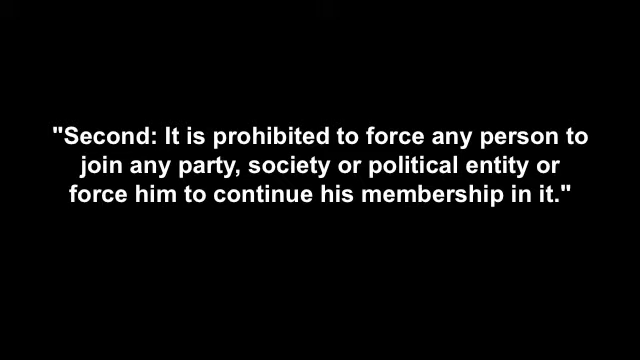 "Second: It is prohibited to force any person to
join any party, society or political entity or
force him to continue his membership in it."